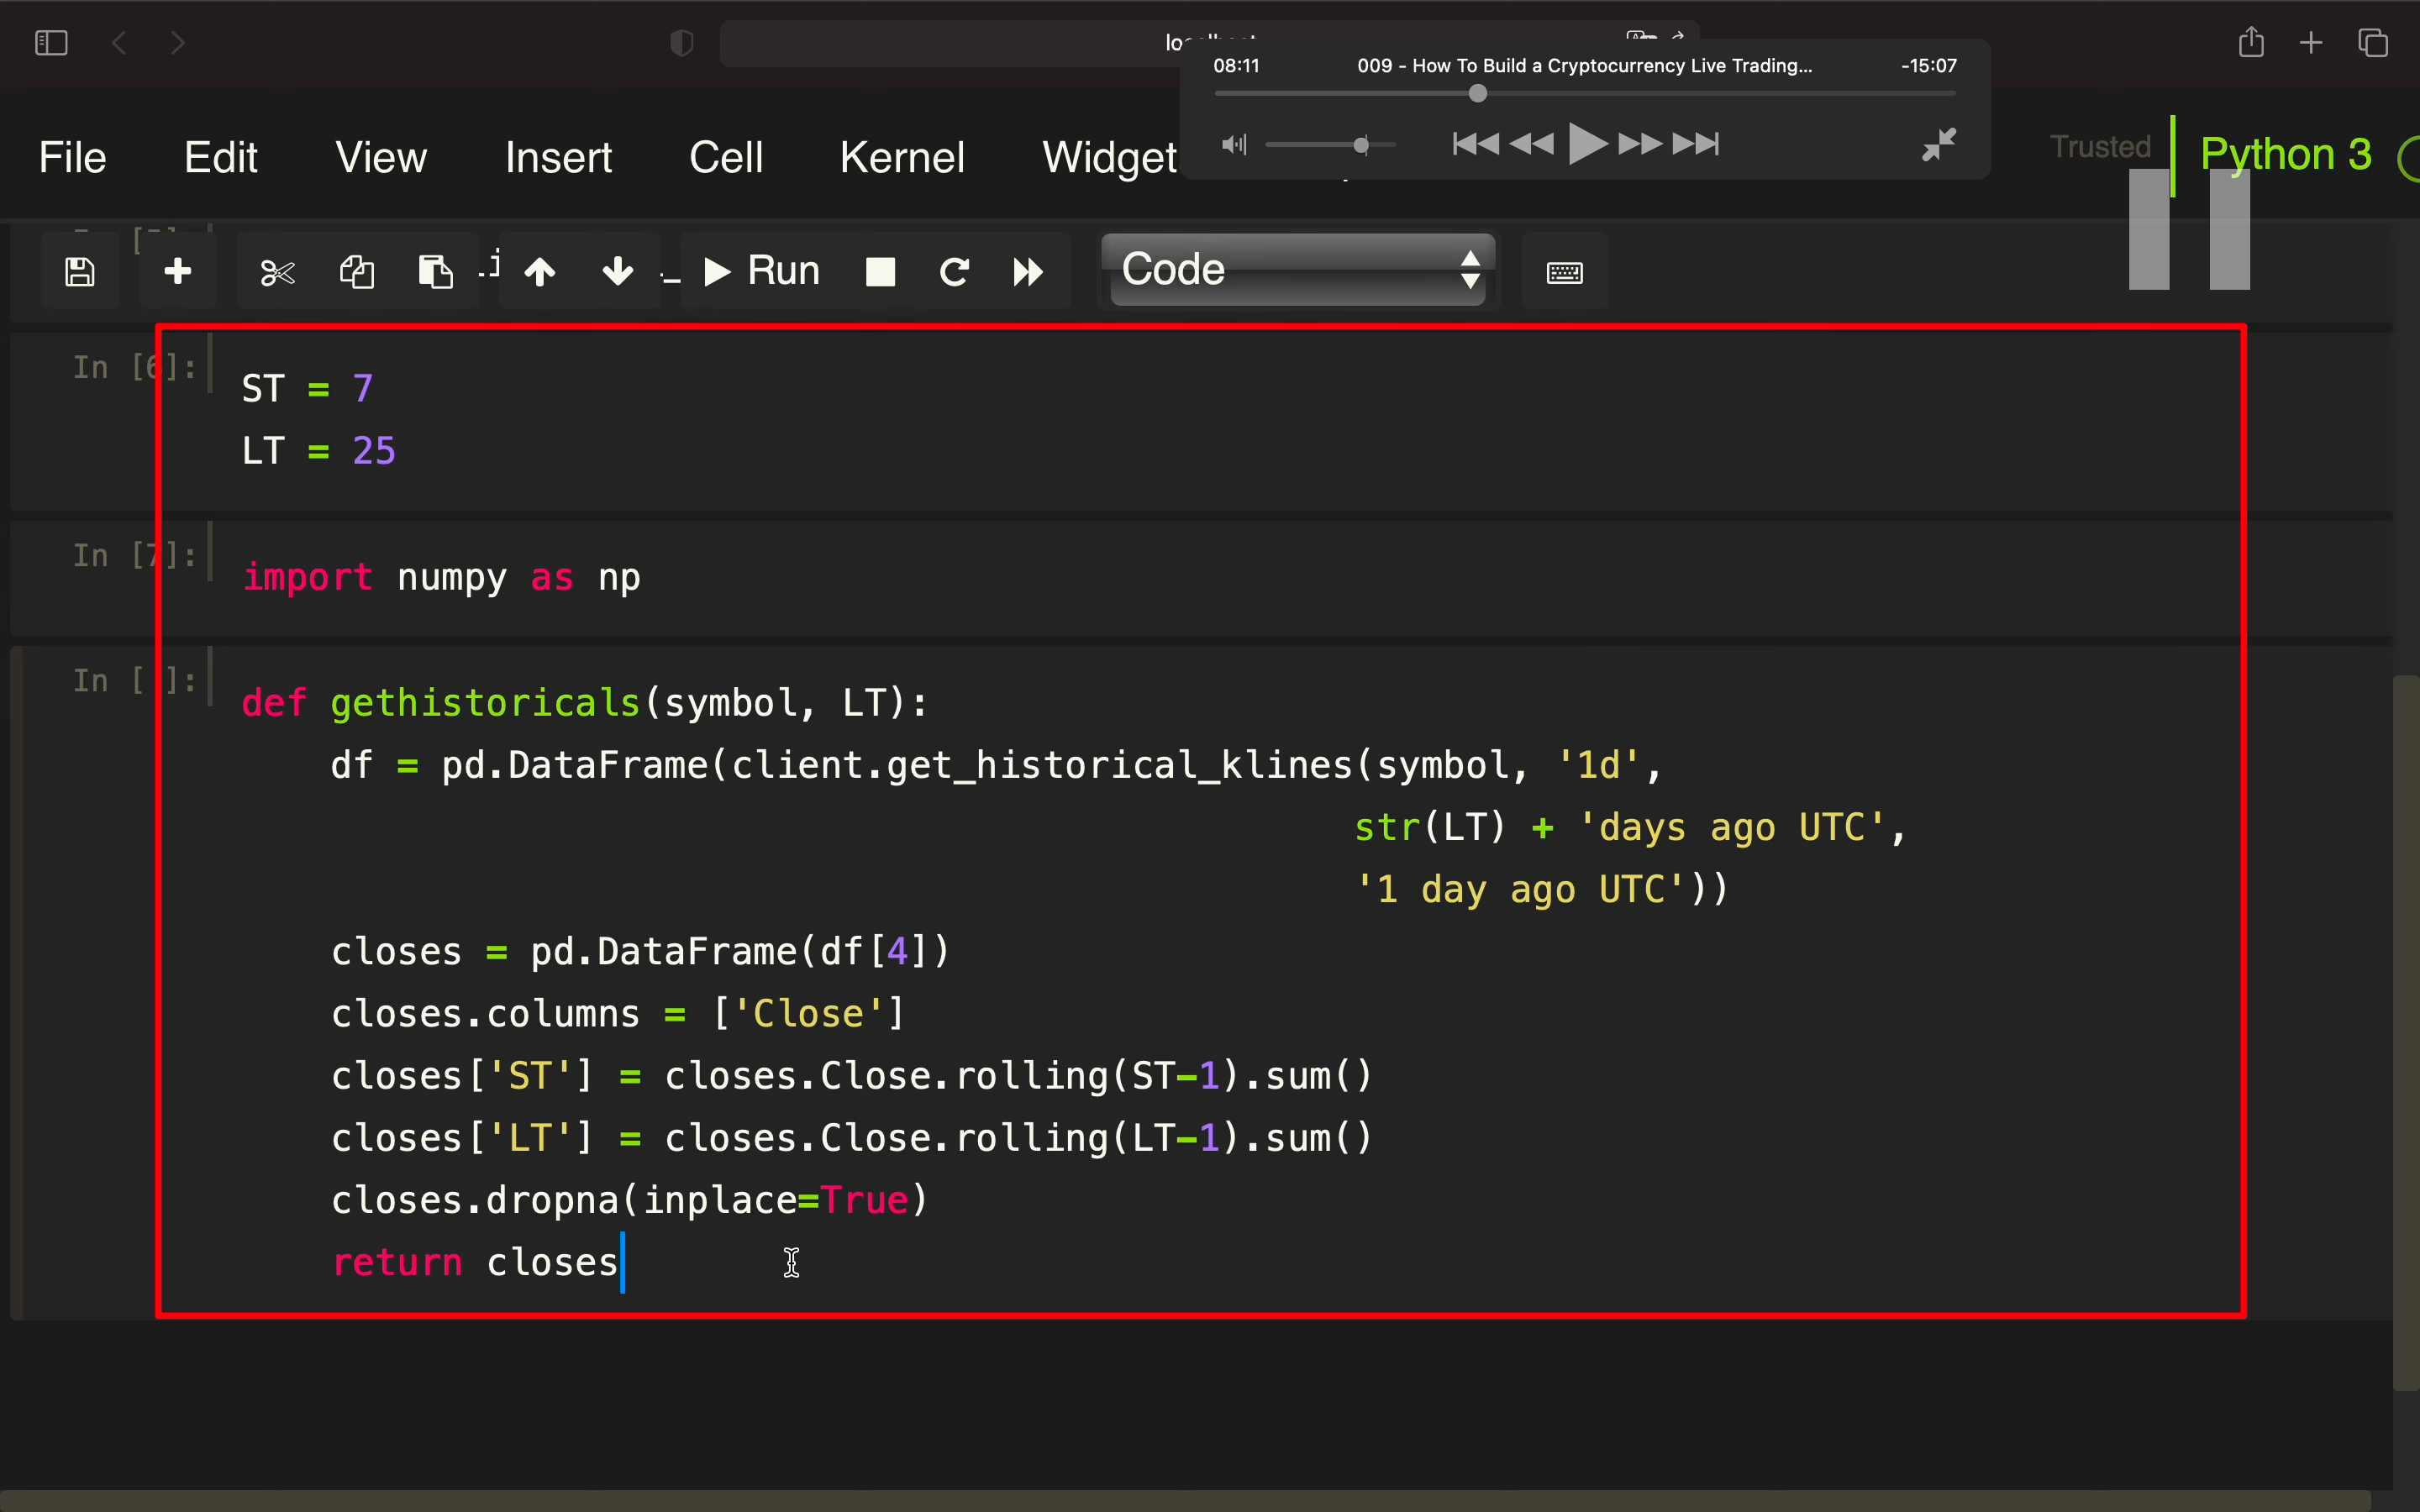 08:11 009 - How To Build a Cryptocurrency Live Trading... -15:07
File Edit View Insert Cell Kernel Widget Trusted Python 3
Run Code
In [6]:
ST = 7
LT = 25
In [7]:
import numpy as np
In [ ]:
def gethistoricals(symbol, LT):
    df = pd.DataFrame(client.get_historical_klines(symbol, '1d',
                                                   str(LT) + 'days ago UTC',
                                                   '1 day ago UTC'))
    closes = pd.DataFrame(df[4])
    closes.columns = ['Close']
    closes['ST'] = closes.Close.rolling(ST-1).sum()
    closes['LT'] = closes.Close.rolling(LT-1).sum()
    closes.dropna(inplace=True)
    return closes